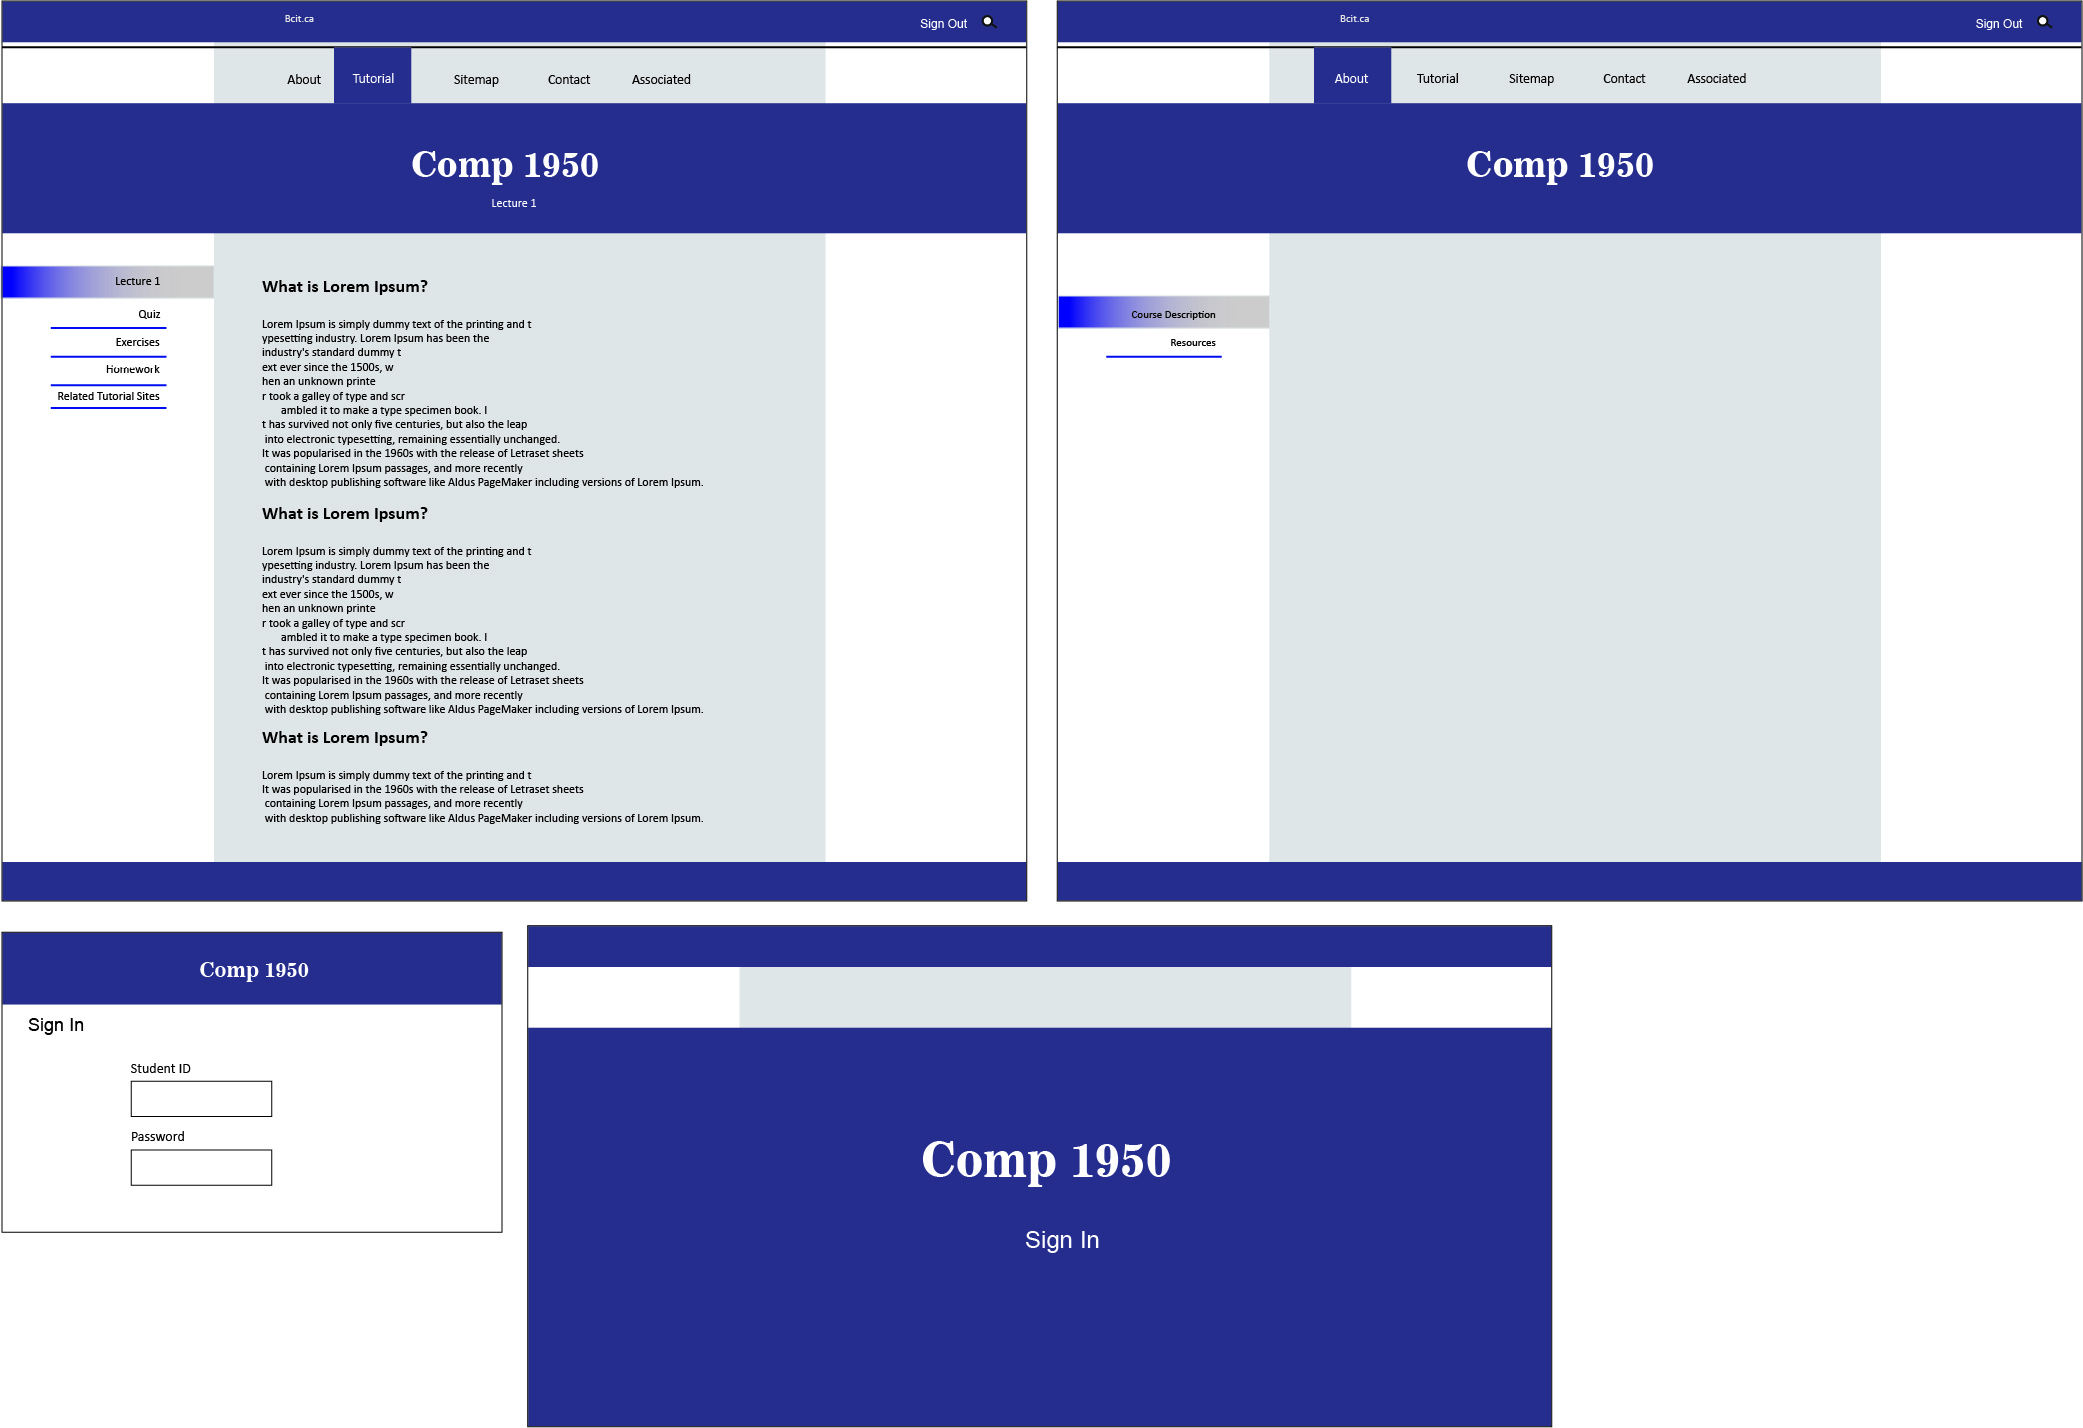 Bcit.ca
Sign Out
About
Tutorial
Sitemap
Contact
Associated
Comp 1950
Lecture 1
Lecture 1
Quiz
Exercises
Homework
Related Tutorial Sites
What is Lorem Ipsum?
Lorem Ipsum is simply dummy text of the printing and t
ypesetting industry. Lorem Ipsum has been the
industry's standard dummy t
ext ever since the 1500s, w
hen an unknown printe
r took a galley of type and scr
ambled it to make a type specimen book. I
t has survived not only five centuries, but also the leap
into electronic typesetting, remaining essentially unchanged.
It was popularised in the 1960s with the release of Letraset sheets
containing Lorem Ipsum passages, and more recently
with desktop publishing software like Aldus PageMaker including versions of Lorem Ipsum.
What is Lorem Ipsum?
Lorem Ipsum is simply dummy text of the printing and t
ypesetting industry. Lorem Ipsum has been the
industry's standard dummy t
ext ever since the 1500s, w
hen an unknown printe
r took a galley of type and scr
ambled it to make a type specimen book. I
t has survived not only five centuries, but also the leap
into electronic typesetting, remaining essentially unchanged.
It was popularised in the 1960s with the release of Letraset sheets
containing Lorem Ipsum passages, and more recently
with desktop publishing software like Aldus PageMaker including versions of Lorem Ipsum.
What is Lorem Ipsum?
Lorem Ipsum is simply dummy text of the printing and t
It was popularised in the 1960s with the release of Letraset sheets
containing Lorem Ipsum passages, and more recently
with desktop publishing software like Aldus PageMaker including versions of Lorem Ipsum.
Bcit.ca
Sign Out
About
Tutorial
Sitemap
Contact
Associated
Comp 1950
Course Description
Resources
Comp 1950
Sign In
Student ID
Password
Comp 1950
Sign In